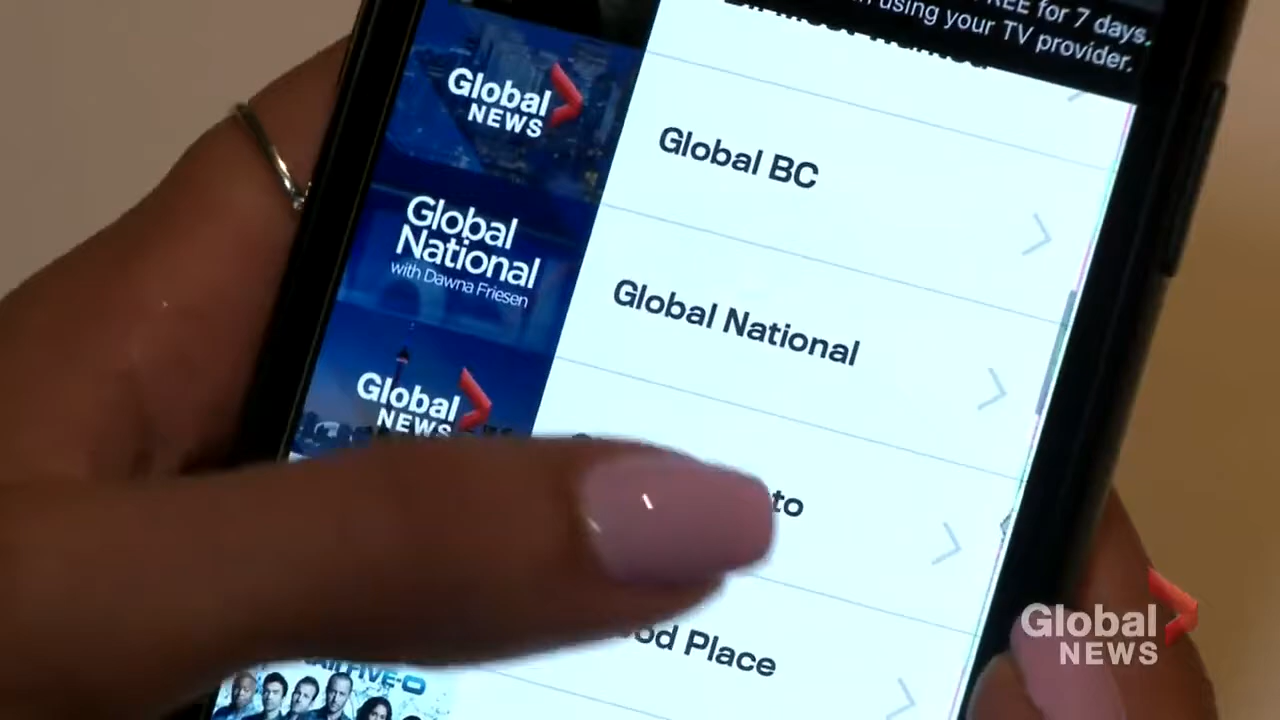 FREE for 7 days.
using your TV provider.
Global
NEWS
Global BC
Global
National
with Dawna Friesen
Global National
Global
NEWS
to
od Place
FIVE-O
Global
NEWS